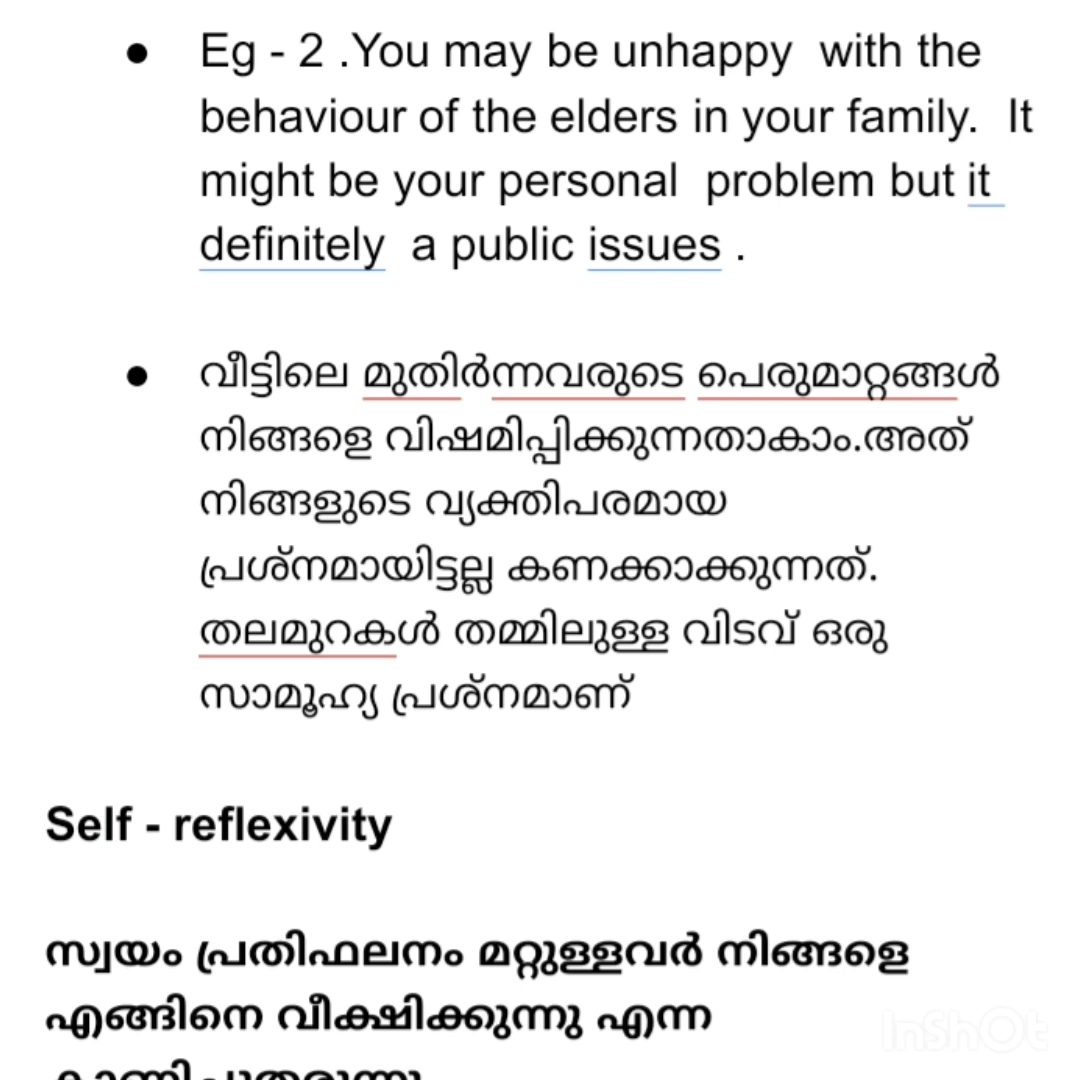 ● Eg - 2 .You may be unhappy with the
behaviour of the elders in your family. It
might be your personal problem but it
definitely a public issues .
● വീട്ടിലെ മുതിർന്നവരുടെ പെരുമാറ്റങ്ങൾ
നിങ്ങളെ വിഷമിപ്പിക്കുന്നതാകാം.അത്
നിങ്ങളുടെ വ്യക്തിപരമായ
പ്രശ്നമായിട്ടല്ല കണക്കാക്കുന്നത്.
തലമുറകൾ തമ്മിലുള്ള വിടവ് ഒരു
സാമൂഹ്യ പ്രശ്നമാണ്
Self - reflexivity
സ്വയം പ്രതിഫലനം മറ്റുള്ളവർ നിങ്ങളെ
എങ്ങിനെ വീക്ഷിക്കുന്നു എന്ന
InShOt